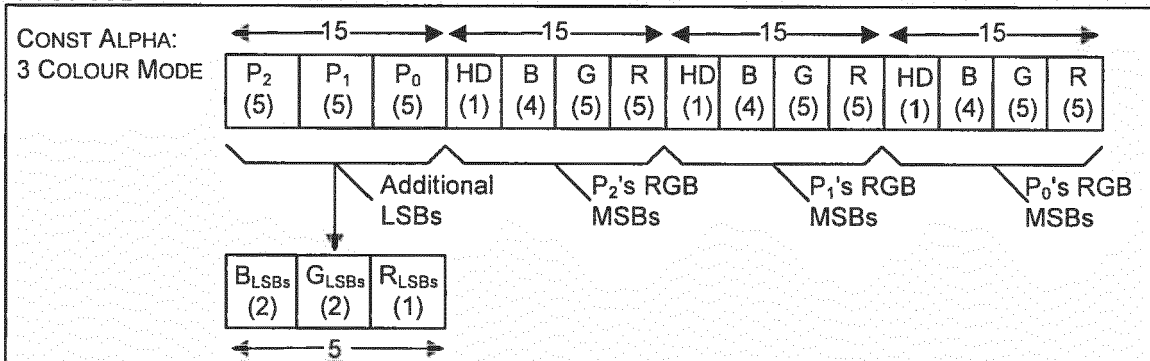 CONST ALPHA:
3 COLOUR MODE
15 15 15 15
P2 P1 P0 HD B G R HD B G R HD B G R
(5) (5) (5) (1) (4) (5) (5) (1) (4) (5) (5) (1) (4) (5) (5)
Additional
LSBs
P2's RGB
MSBs
P1's RGB
MSBs
P0's RGB
MSBs
BLSBs GLSBs RLSBs
(2) (2) (1)
5